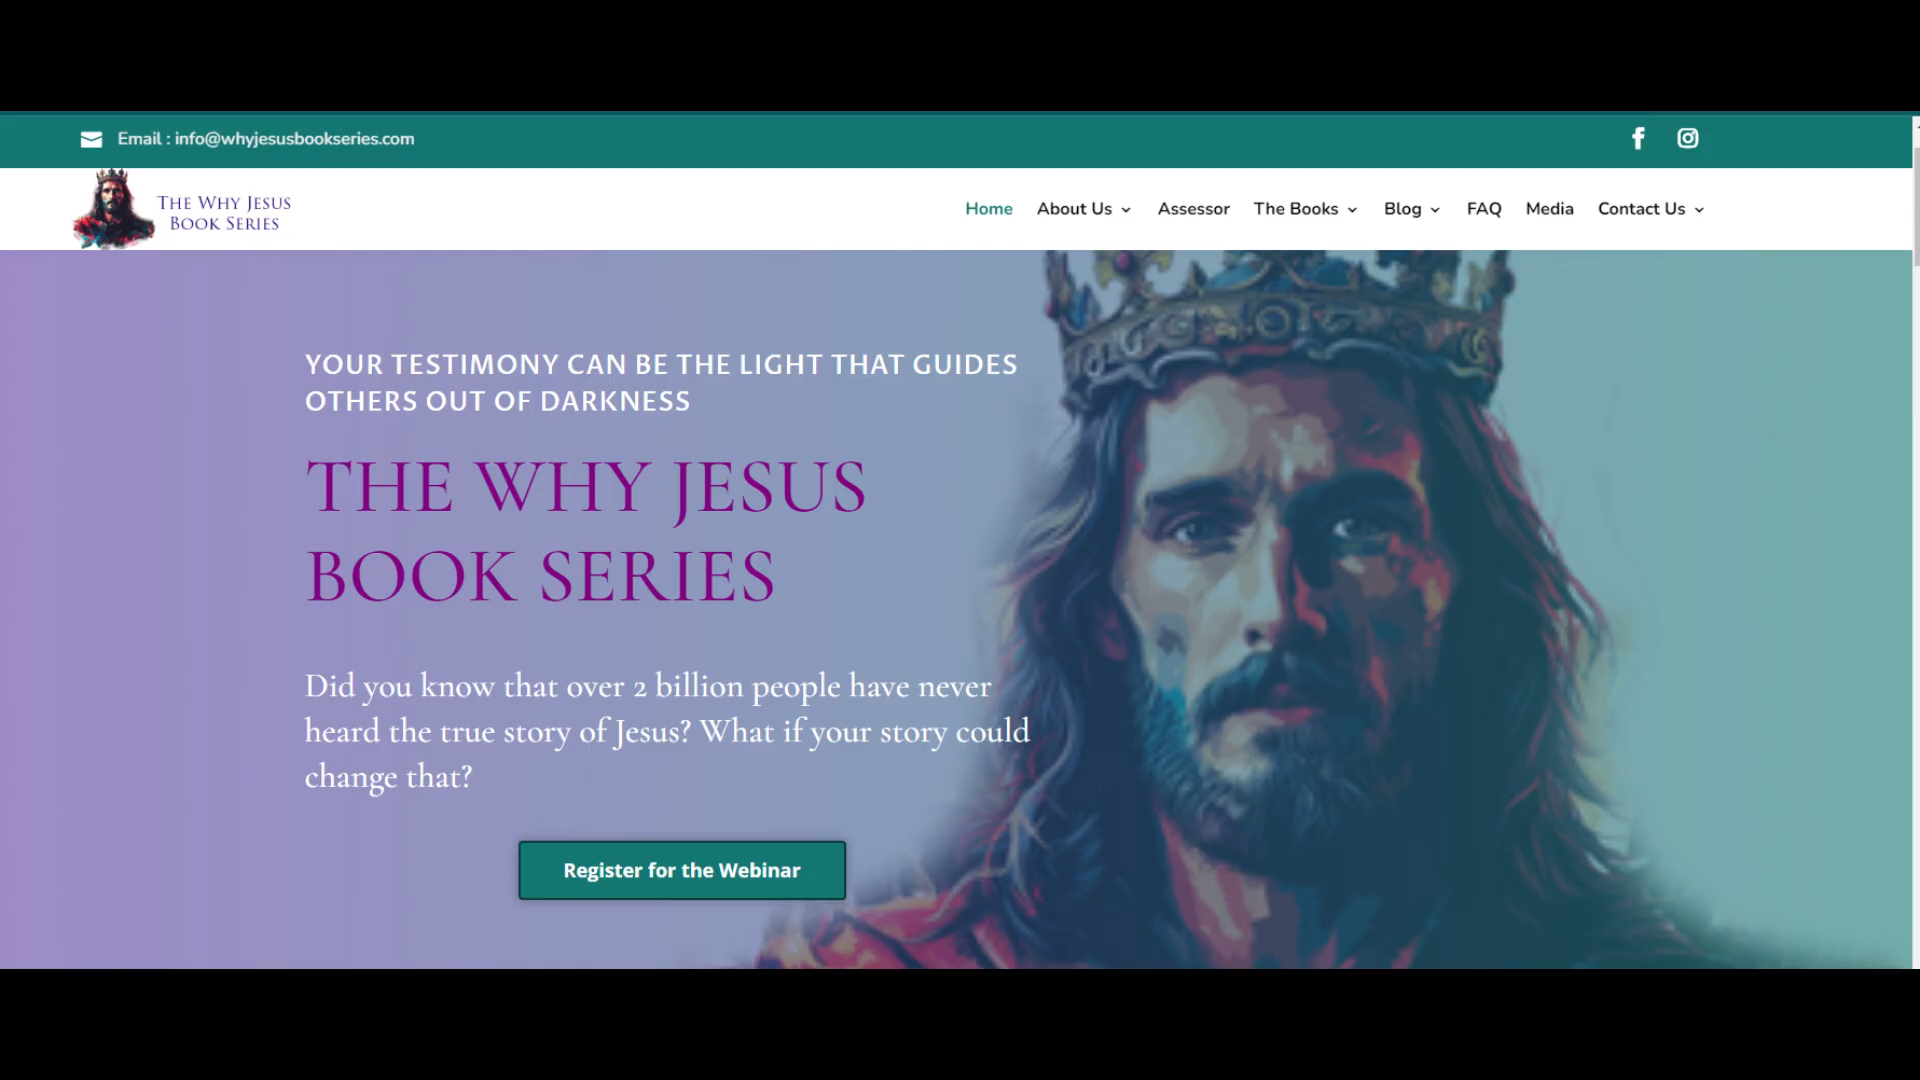 Email : info@whyjesusbookseries.com
The Why Jesus
Book Series
Home About Us Assessor The Books Blog FAQ Media Contact Us
YOUR TESTIMONY CAN BE THE LIGHT THAT GUIDES
OTHERS OUT OF DARKNESS
THE WHY JESUS
BOOK SERIES
Did you know that over 2 billion people have never
heard the true story of Jesus? What if your story could
change that?
Register for the Webinar